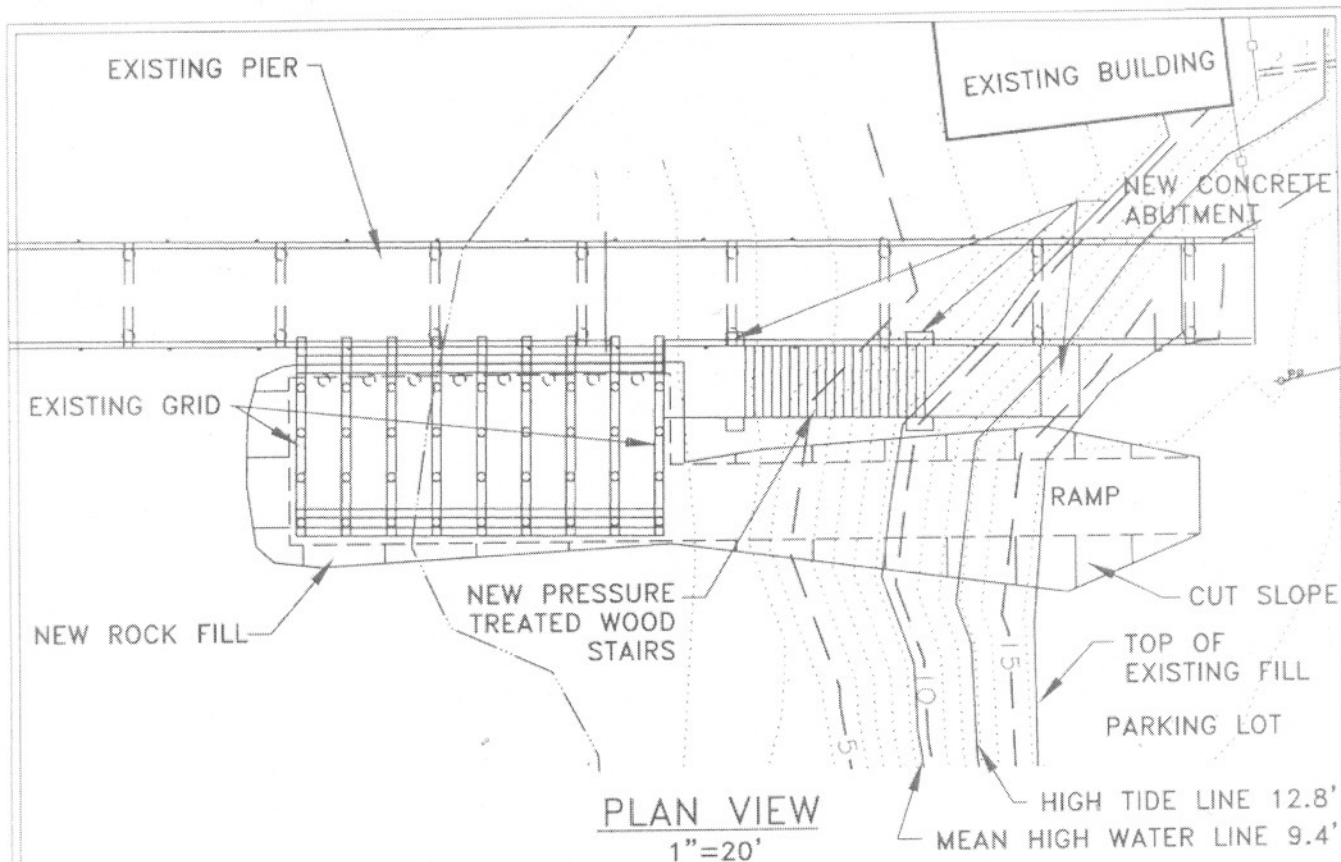 EXISTING PIER
EXISTING BUILDING
NEW CONCRETE
ABUTMENT
EXISTING GRID
PP
RAMP
NEW PRESSURE
TREATED WOOD
STAIRS
CUT SLOPE
NEW ROCK FILL
TOP OF
EXISTING FILL
15
10
5
PARKING LOT
HIGH TIDE LINE 12.8'
MEAN HIGH WATER LINE 9.4'
PLAN VIEW
1"=20'